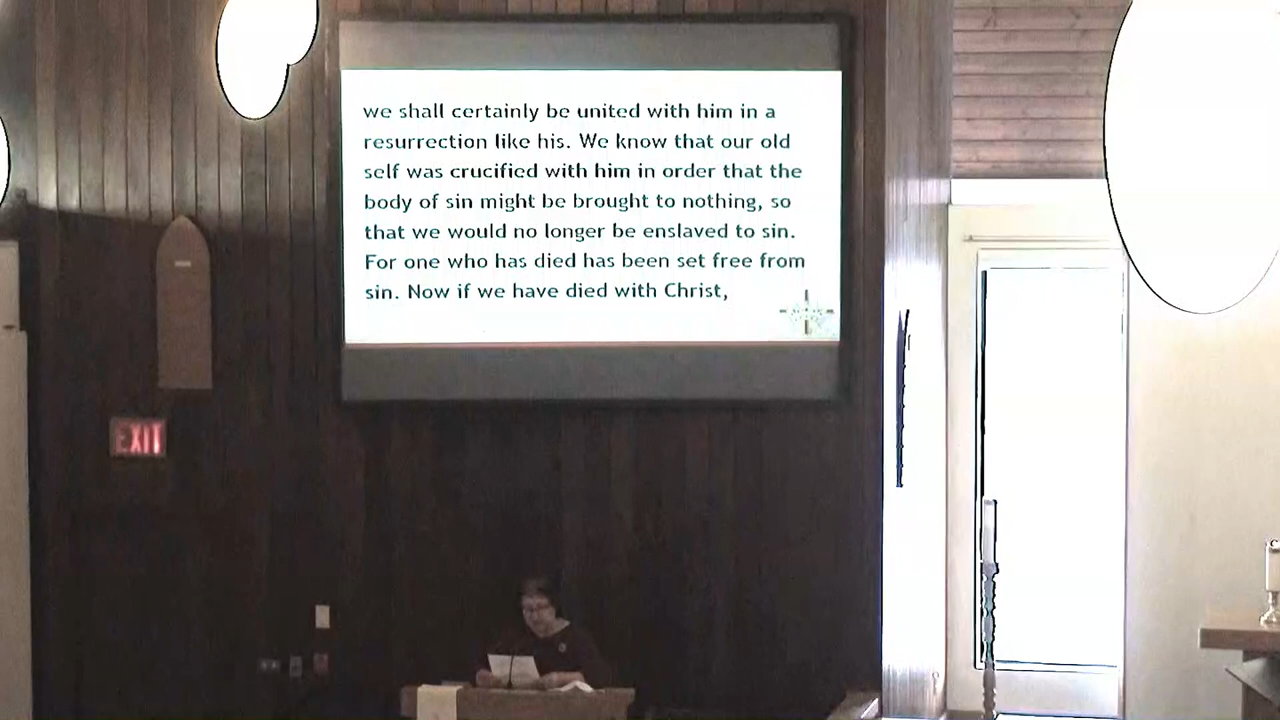 we shall certainly be united with him in a
resurrection like his. We know that our old
self was crucified with him in order that the
body of sin might be brought to nothing, so
that we would no longer be enslaved to sin.
For one who has died has been set free from
sin. Now if we have died with Christ,
EXIT